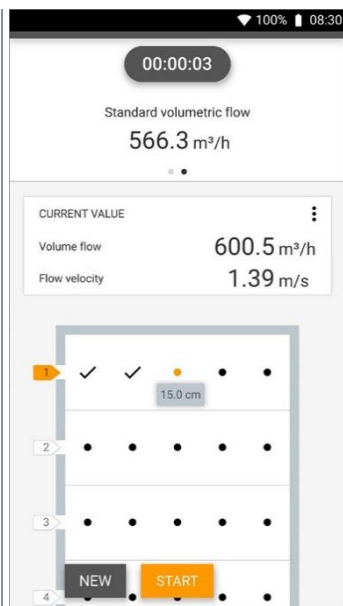 100% 08:30
00:00:03
Standard volumetric flow
566.3 m³/h
CURRENT VALUE
Volume flow 600.5 m³/h
Flow velocity 1.39 m/s
1
15.0 cm
2
3
NEW START
4